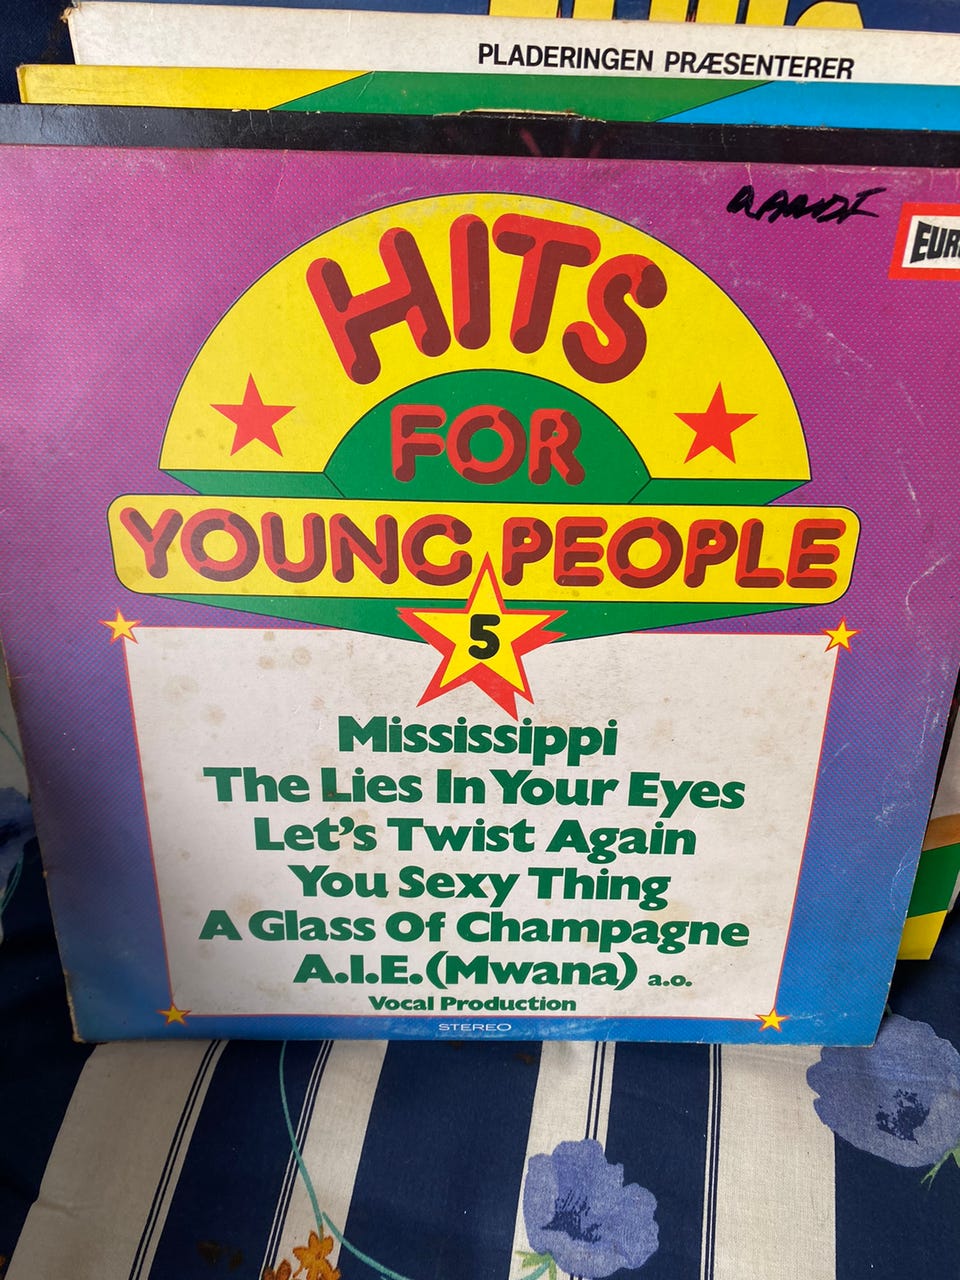 PLADERINGEN PRÆSENTERER
RANDI
HITS
FOR
YOUNG PEOPLE
5
Mississippi
The Lies In Your Eyes
Let's Twist Again
You Sexy Thing
A Glass Of Champagne
A.I.E. (Mwana) a.o.
Vocal Production
STEREO